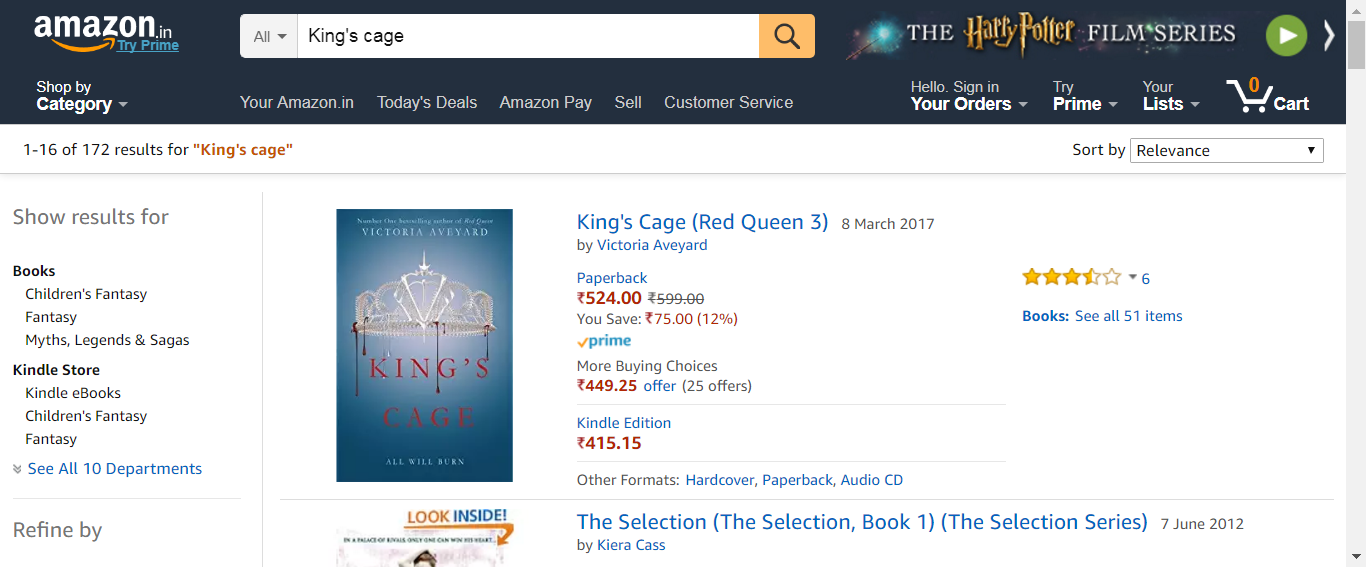 amazon.in
Try Prime
All
King's cage
THE Harry Potter FILM SERIES
Shop by
Category
Your Amazon.in
Today's Deals
Amazon Pay
Sell
Customer Service
Hello. Sign in
Your Orders
Try
Prime
Your
Lists
0
Cart
1-16 of 172 results for "King's cage"
Sort by Relevance
Show results for
Books
Children's Fantasy
Fantasy
Myths, Legends & Sagas
Kindle Store
Kindle eBooks
Children's Fantasy
Fantasy
See All 10 Departments
Refine by
Number One bestselling author of Red Queen
VICTORIA AVEYARD
KING'S
CAGE
ALL WILL BURN
King's Cage (Red Queen 3) 8 March 2017
by Victoria Aveyard
Paperback
₹524.00 ₹599.00
You Save: ₹75.00 (12%)
prime
More Buying Choices
₹449.25 offer (25 offers)
Kindle Edition
₹415.15
Other Formats: Hardcover, Paperback, Audio CD
6
Books: See all 51 items
LOOK INSIDE!
IN A PALACE OF RIVALS, ONLY ONE CAN WIN HIS HEART...
The Selection (The Selection, Book 1) (The Selection Series) 7 June 2012
by Kiera Cass